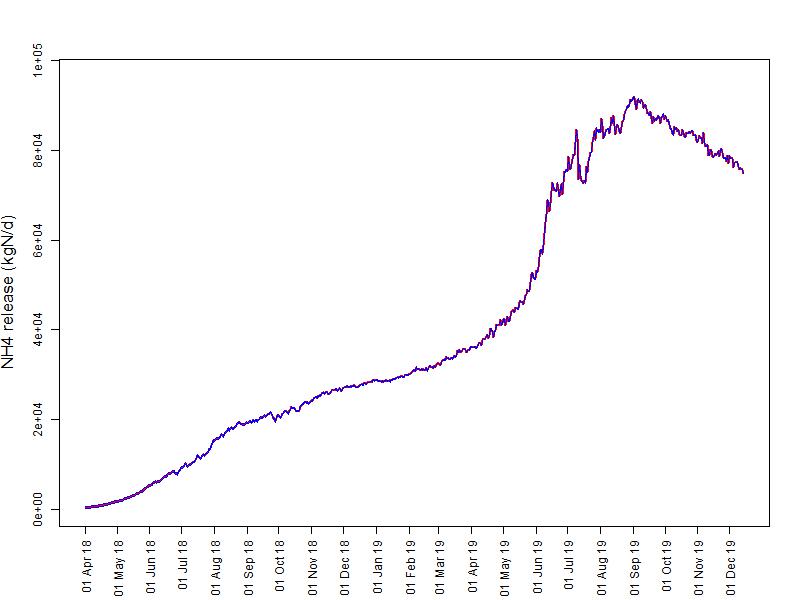 NH4 release (kgN/d)
1e+05
8e+04
6e+04
4e+04
2e+04
0e+00
01 Apr 18
01 May 18
01 Jun 18
01 Jul 18
01 Aug 18
01 Sep 18
01 Oct 18
01 Nov 18
01 Dec 18
01 Jan 19
01 Feb 19
01 Mar 19
01 Apr 19
01 May 19
01 Jun 19
01 Jul 19
01 Aug 19
01 Sep 19
01 Oct 19
01 Nov 19
01 Dec 19